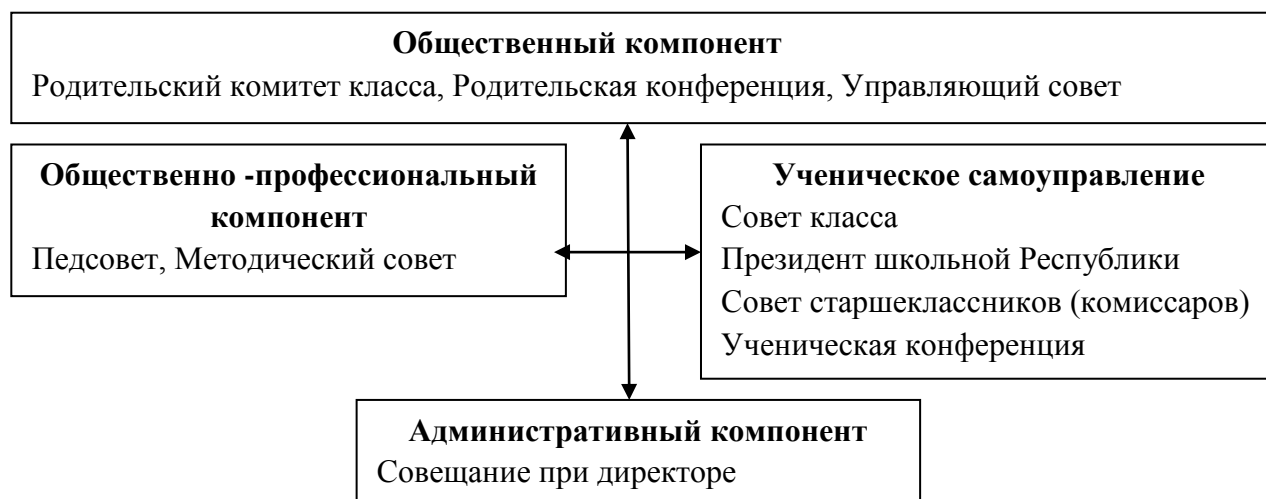 Общественный компонент
Родительский комитет класса, Родительская конференция, Управляющий совет
Общественно -профессиональный
компонент
Педсовет, Методический совет
Ученическое самоуправление
Совет класса
Президент школьной Республики
Совет старшеклассников (комиссаров)
Ученическая конференция
Административный компонент
Совещание при директоре